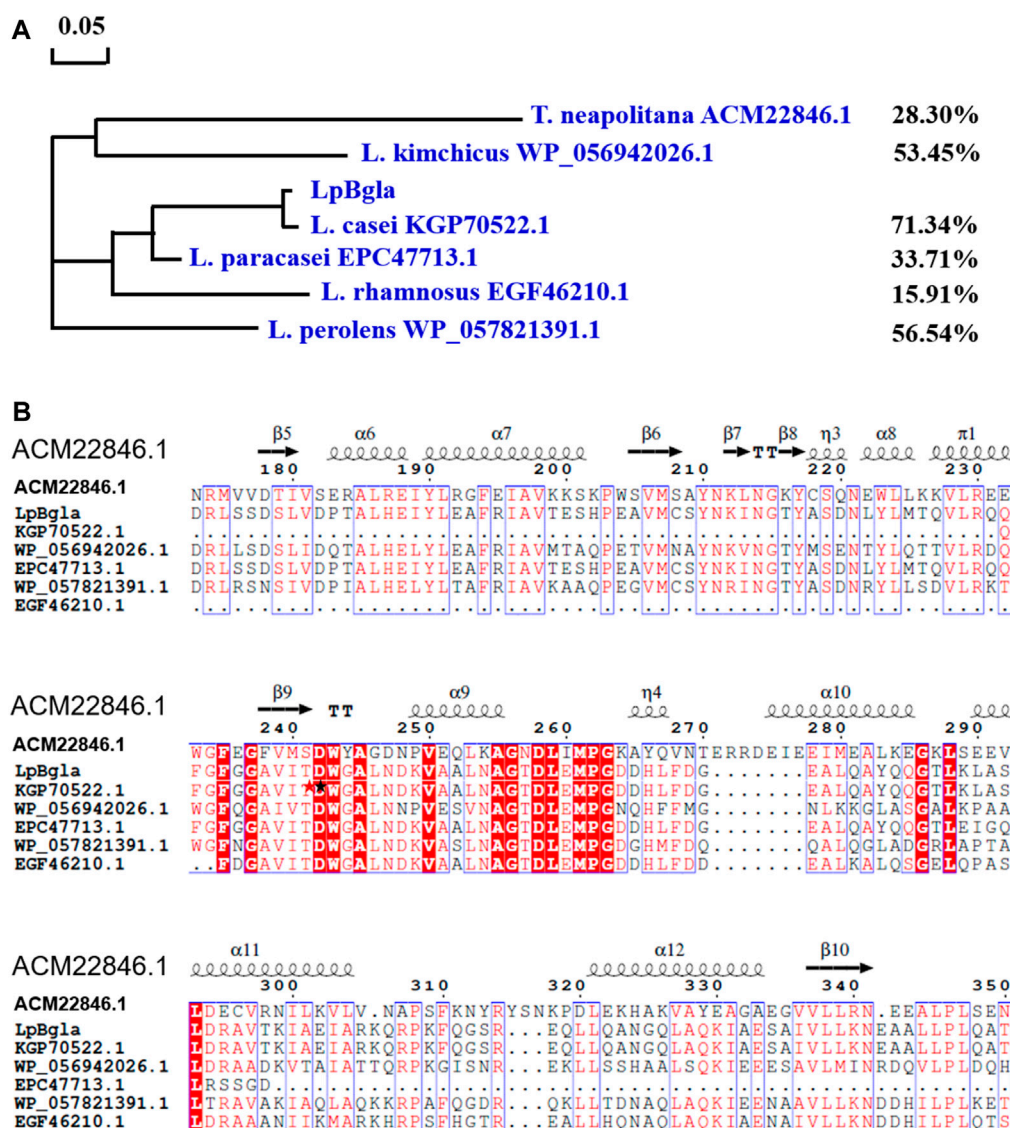 A
0.05
T. neapolitana ACM22846.1 28.30%
L. kimchicus WP_056942026.1 53.45%
LpBgla
L. casei KGP70522.1 71.34%
L. paracasei EPC47713.1 33.71%
L. rhamnosus EGF46210.1 15.91%
L. perolens WP_057821391.1 56.54%
B
ACM22846.1 β5 α6 α7 β6 β7 TT β8 η3 α8 π1
180 190 200 210 220 230
ACM22846.1 NRMVVDTIVSERALREIYLRGFEIAVKKSKPWSVMSAYNKLNGKYCSQNEWLLKKVLREE
LpBgla DRLSSDSLVDPTALHEIYLEAFRIAVTESHPEAVMCSYNKINGTYASDNLYLMTQVLRQQ
KGP70522.1 ...........................................................Q
WP_056942026.1 DRLLSDSLIDQTALHELYLEAFRIAVMTAQPETVMNAYNKVNGTYMSENTYLQTTVLRDQ
EPC47713.1 DRLSSDSLVDPTALHEIYLEAFRIAVTESHPEAVMCSYNKINGTYASDNLYLMTQVLRQQ
WP_057821391.1 DRLRSNSIVDPIALHELYLTAFRIAVKAAQPEGVMCSYNRINGTYASDNRYLLSDVLRKT
EGF46210.1 ............................................................
ACM22846.1 β9 TT α9 η4 α10
240 250 260 270 280 290
ACM22846.1 WGFEGFVMSDWYAGDNPVEQLKAGNDLIMPGKAYQVNTERRDEIEEIMEALKEGKLSEEV
LpBgla FGFGGAVITDWGALNDKVAALNAGTDLEMPGDDHLFDG.......EALQAYQQGTLKLAS
KGP70522.1 FGFGGAVITDWGALNDKVAALNAGTDLEMPGDDHLFDG.......EALQAYQQGTLKLAS
WP_056942026.1 WGFQGAVITDWGALNNPVESVNAGTDLEMPGNQHFFMG.......NLKKGLASGALKPAA
EPC47713.1 FGFGGAVITDWGALNDKVAALNAGTDLEMPGDDHLFDG.......EALQAYQQGTLEIGQ
WP_057821391.1 WGFNGAVITDWGALNDKVASLNAGTDLEMPGDGHMFDQ.......QALQGLADGRLAPTA
EGF46210.1 ..FDGAVITDWGALNDKVASLNAGTDLEMPGDDHLFDD.......EALKALQSGELQPAS
ACM22846.1 α11 α12 β10
300 310 320 330 340 350
ACM22846.1 LDECVRNILKVLV.NAPSFKNYRYSNKPDLEKHAKVAYEAGAEGVVLLRN.EEALPLSEN
LpBgla LDRAVTKIAEIARKQRPKFQGSR...EQLLQANGQLAQKIAESAIVLLKNEAALLPLQAT
KGP70522.1 LDRAVTKIAEIARKQRPKFQGSR...EQLLQANGQLAQKIAESAIVLLKNEAALLPLQAT
WP_056942026.1 LDRAADKVTAIATTQRPKGISNR...EKLLSSHAALSQKIEEESAVLMINRDQVLPLDQH
EPC47713.1 LRSSGD......................................................
WP_057821391.1 LTRAVAKIAQLAQKKRPAFQGDR...QKLLTDNAQLAQKIEENAAVLLKNDDHILPLKET
EGF46210.1 LDRAAANIIKMARKHRPSFHGTR...EALLHQNAQLAQKIAENAIVLLKNDDHILPLQTS